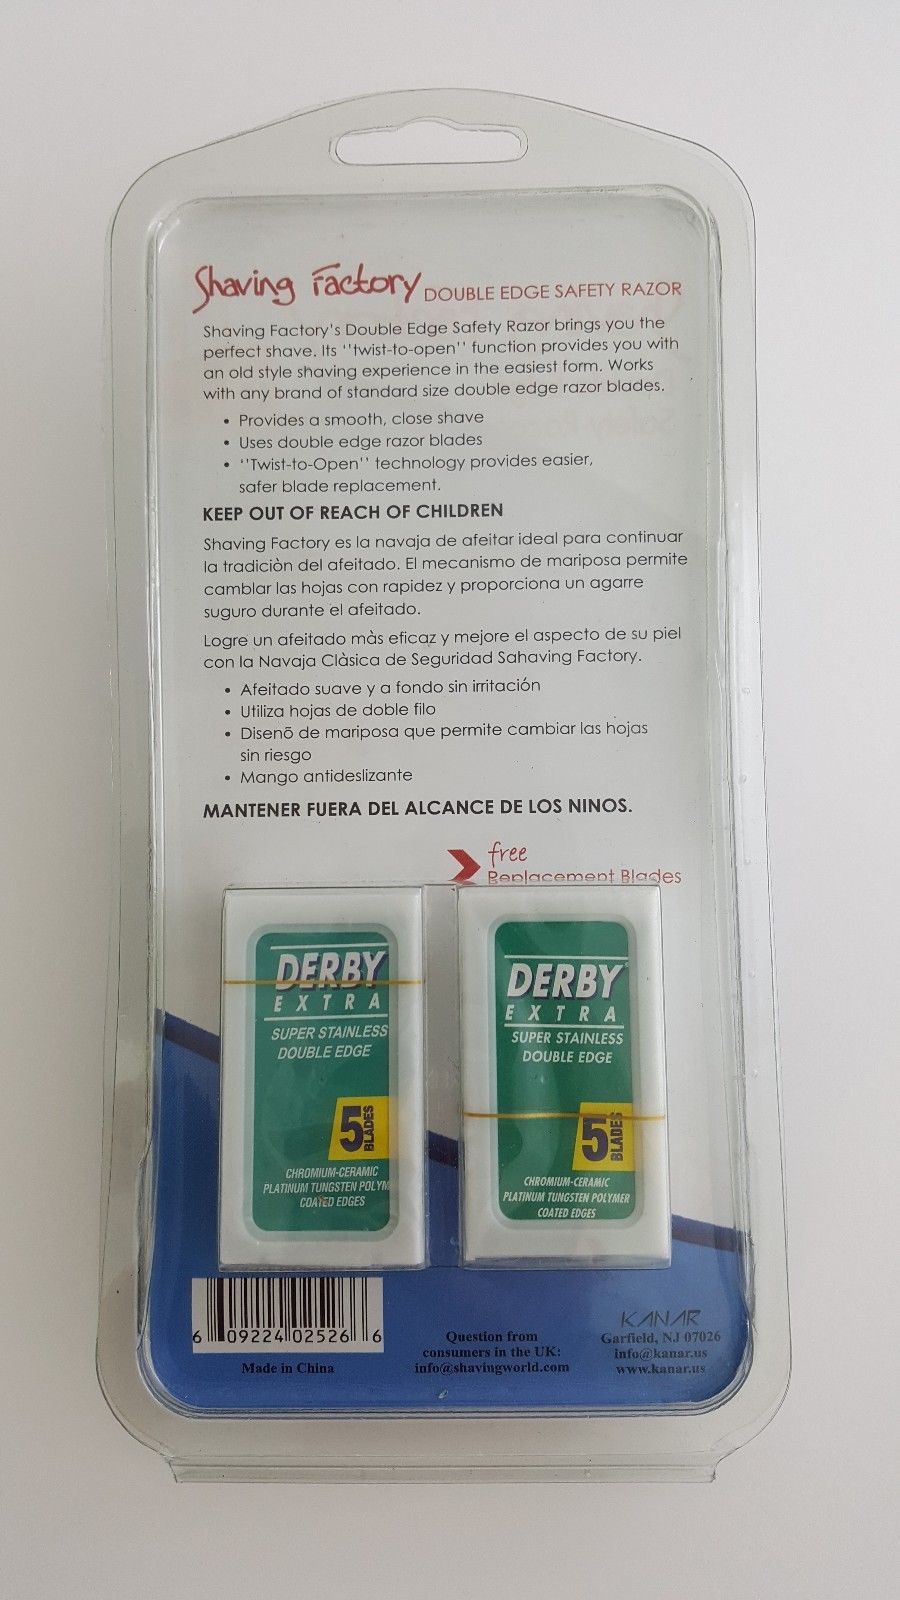 Shaving Factory DOUBLE EDGE SAFETY RAZOR
Shaving Factory's Double Edge Safety Razor brings you the
perfect shave. Its ''twist-to-open'' function provides you with
an old style shaving experience in the easiest form. Works
with any brand of standard size double edge razor blades.
• Provides a smooth, close shave
• Uses double edge razor blades
• ''Twist-to-Open'' technology provides easier,
safer blade replacement.
KEEP OUT OF REACH OF CHILDREN
Shaving Factory es la navaja de afeitar ideal para continuar
la tradiciòn del afeitado. El mecanismo de mariposa permite
camblar las hojas con rapidez y proporciona un agarre
suguro durante el afeitado.
Logre un afeitado màs eficaz y mejore el aspecto de su piel
con la Navaja Clàsica de Seguridad Sahaving Factory.
• Afeitado suave y a fondo sin irritación
• Utiliza hojas de doble filo
• Disenõ de mariposa que permite cambiar las hojas
sin riesgo
• Mango antideslizante
MANTENER FUERA DEL ALCANCE DE LOS NINOS.
free
Replacement Blades
DERBY
EXTRA
SUPER STAINLESS
DOUBLE EDGE
5 BLADES
CHROMIUM-CERAMIC
PLATINUM TUNGSTEN POLYM
COATED EDGES
DERBY
EXTRA
SUPER STAINLESS
DOUBLE EDGE
5 BLADES
CHROMIUM-CERAMIC
PLATINUM TUNGSTEN POLYMER
COATED EDGES
6 09224 02526 6
Made in China
Question from
consumers in the UK:
info@shavingworld.com
KANAR
Garfield, NJ 07026
info@kanar.us
www.kanar.us